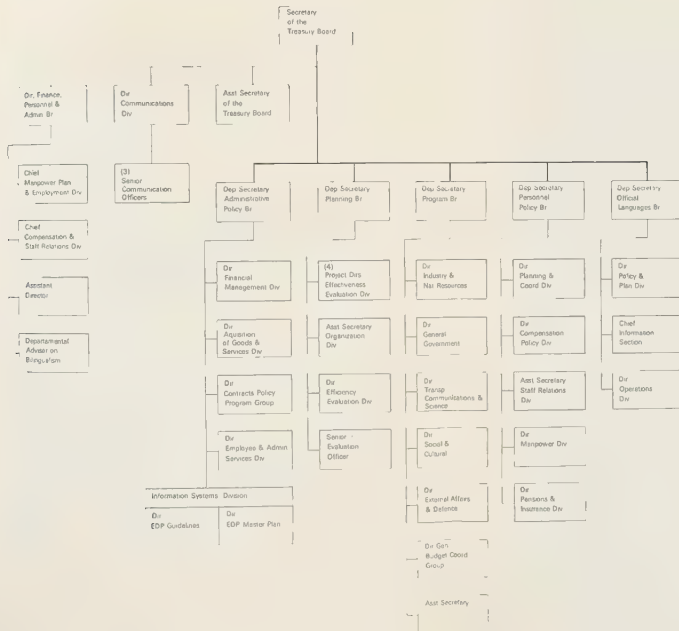 Secretary
of the
Treasury Board
Dir, Finance,
Personnel &
Admin Br
Dir
Communications
Div
Asst Secretary
of the
Treasury Board
Chief
Manpower Plan
& Employment Div
(3)
Senior
Communication
Officers
Chief
Compensation &
Staff Relations Div
Assistant
Director
Departamental
Adviser on
Bilingualism
Dep Secretary
Administrative
Policy Br
Dep Secretary
Planning Br
Dep Secretary
Program Br
Dep Secretary
Personnel
Policy Br
Dep Secretary
Official
Languages Br
Dir
Financial
Management Div
Dir
Aquisition
of Goods &
Services Div
Dir
Contracts Policy
Program Group
Dir
Employee & Admin
Services Div
Information Systems Division
Dir
EDP Guidelines
Dir
EDP Master Plan
(4)
Project Dirs
Effectiveness
Evaluation Div
Asst Secretary
Organization
Div
Dir
Efficiency
Evaluation Div
Senior
Evaluation
Officer
Dir
Industry &
Nat Resources
Dir
General
Government
Dir
Transp
Communications &
Science
Dir
Social &
Cultural
Dir
External Affairs
& Defence
Dir Gen
Budget Coord
Group
Asst Secretary
Dir
Planning &
Coord Div
Dir
Compensation
Policy Div
Asst Secretary
Staff Relations
Div
Dir
Manpower Div
Dir
Pensions &
Insurance Div
Dir
Policy &
Plan Div
Chief
Information
Section
Dir
Operations
Div